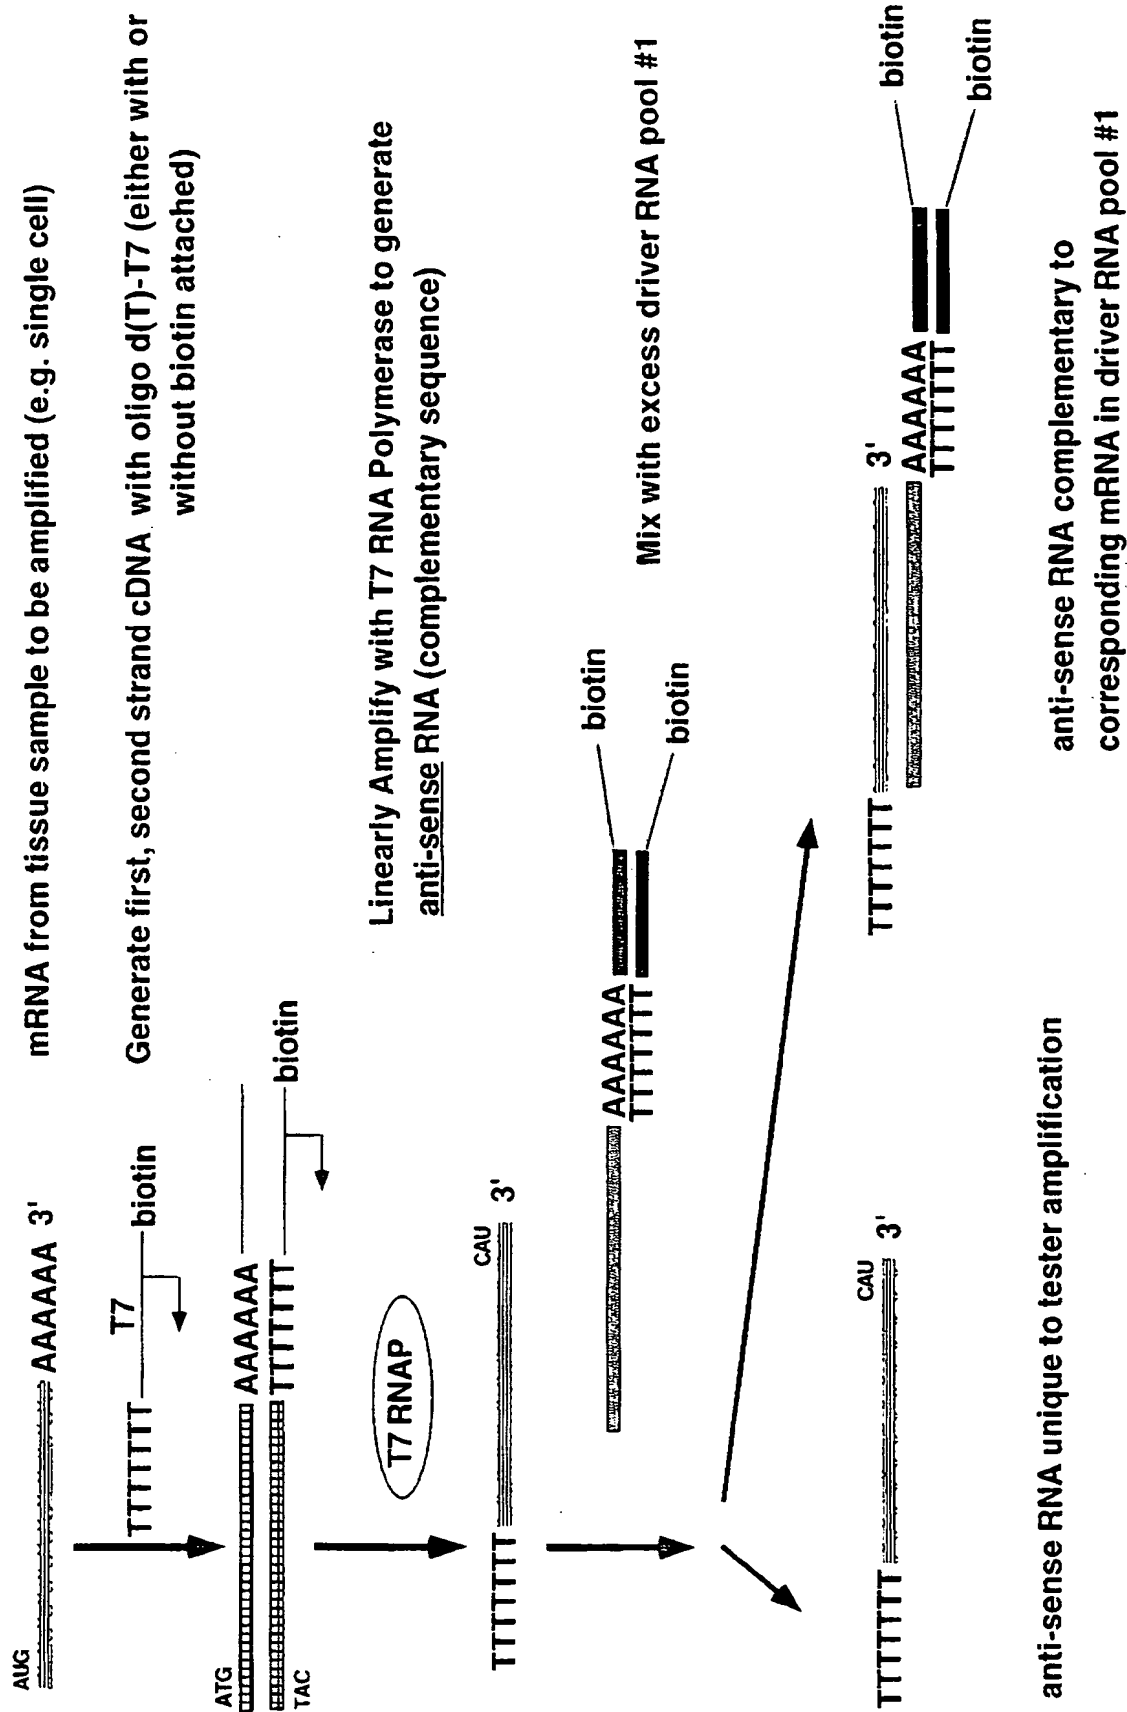 AUG
AAAAAA 3'
mRNA from tissue sample to be amplified (e.g. single cell)
TTTTTTT
T7
biotin
Generate first, second strand cDNA with oligo d(T)-T7 (either with or
without biotin attached)
ATG
AAAAAA
TAC
TTTTTTT
biotin
T7 RNAP
Linearly Amplify with T7 RNA Polymerase to generate
anti-sense RNA (complementary sequence)
TTTTTTT
CAU
3'
AAAAAA
TTTTTTT
biotin
biotin
Mix with excess driver RNA pool #1
TTTTTTT
CAU
3'
anti-sense RNA unique to tester amplification
TTTTTTT
3'
AAAAAA
TTTTTTT
biotin
biotin
anti-sense RNA complementary to
corresponding mRNA in driver RNA pool #1